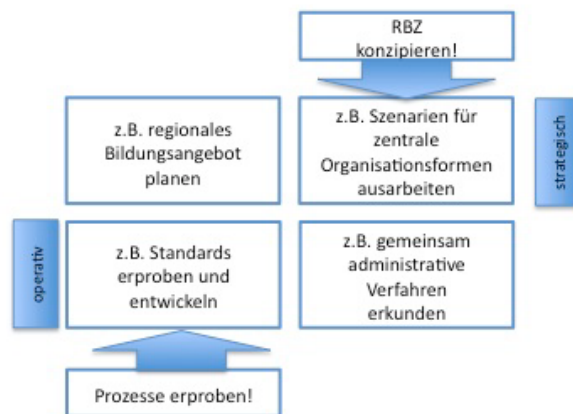 RBZ
konzipieren!
z.B. regionales
Bildungsangebot
planen
z.B. Szenarien für
zentrale
Organisationsformen
ausarbeiten
strategisch
operativ
z.B. Standards
erproben und
entwickeln
z.B. gemeinsam
administrative
Verfahren
erkunden
Prozesse erproben!